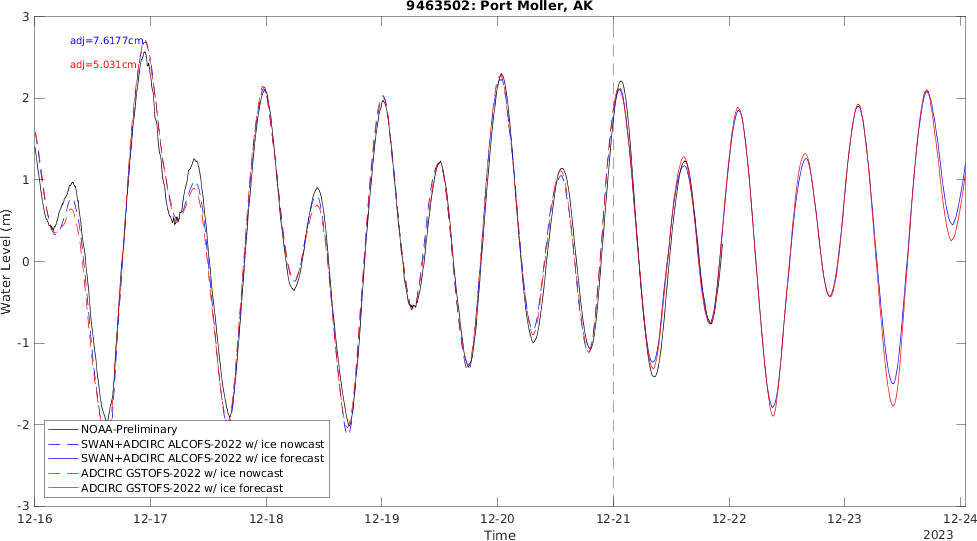 9463502: Port Moller, AK
3
adj=7.6177cm
adj=5.031cm
2
1
0
-1
-2
-3
Water Level (m)
NOAA-Preliminary
SWAN+ADCIRC ALCOFS-2022 w/ ice nowcast
SWAN+ADCIRC ALCOFS-2022 w/ ice forecast
ADCIRC GSTOFS-2022 w/ ice nowcast
ADCIRC GSTOFS-2022 w/ ice forecast
12-16 12-17 12-18 12-19 12-20 12-21 12-22 12-23 12-24
Time
2023